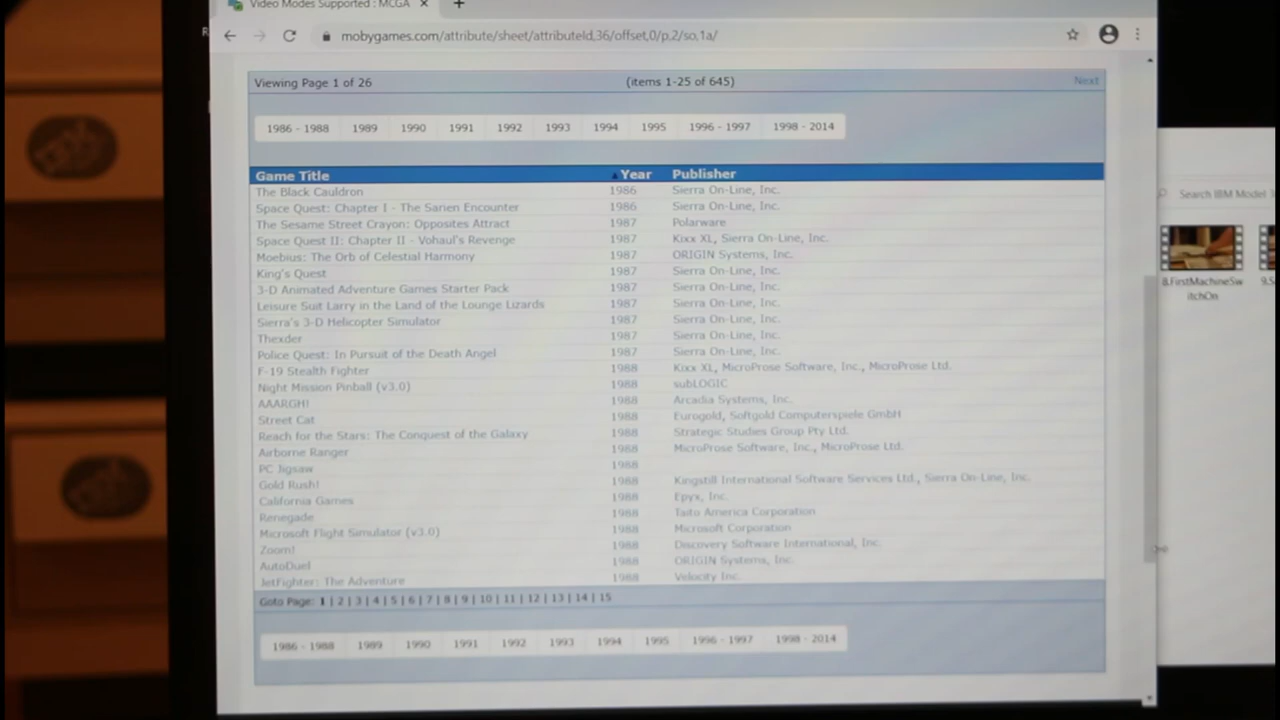 Video Modes Supported : MCGA
mobygames.com/attribute/sheet/attributeId,36/offset,0/p,2/so,1a/
Viewing Page 1 of 26 (items 1-25 of 645) Next
1986 - 1988 1989 1990 1991 1992 1993 1994 1995 1996 - 1997 1998 - 2014
Game Title Year Publisher
The Black Cauldron 1986 Sierra On-Line, Inc.
Space Quest: Chapter I - The Sarien Encounter 1986 Sierra On-Line, Inc.
The Sesame Street Crayon: Opposites Attract 1987 Polarware
Space Quest II: Chapter II - Vohaul's Revenge 1987 Kixx XL, Sierra On-Line, Inc.
Moebius: The Orb of Celestial Harmony 1987 ORIGIN Systems, Inc.
King's Quest 1987 Sierra On-Line, Inc.
3-D Animated Adventure Games Starter Pack 1987 Sierra On-Line, Inc.
Leisure Suit Larry in the Land of the Lounge Lizards 1987 Sierra On-Line, Inc.
Sierra's 3-D Helicopter Simulator 1987 Sierra On-Line, Inc.
Thexder 1987 Sierra On-Line, Inc.
Police Quest: In Pursuit of the Death Angel 1987 Sierra On-Line, Inc.
F-19 Stealth Fighter 1988 Kixx XL, MicroProse Software, Inc., MicroProse Ltd.
Night Mission Pinball (v3.0) 1988 subLOGIC
AAARGH! 1988 Arcadia Systems, Inc.
Street Cat 1988 Eurogold, Softgold Computerspiele GmbH
Reach for the Stars: The Conquest of the Galaxy 1988 Strategic Studies Group Pty Ltd.
Airborne Ranger 1988 MicroProse Software, Inc., MicroProse Ltd.
PC Jigsaw 1988
Gold Rush! 1988 Kingstill International Software Services Ltd., Sierra On-Line, Inc.
California Games 1988 Epyx, Inc.
Renegade 1988 Taito America Corporation
Microsoft Flight Simulator (v3.0) 1988 Microsoft Corporation
Zoom! 1988 Discovery Software International, Inc.
AutoDuel 1988 ORIGIN Systems, Inc.
JetFighter: The Adventure 1988 Velocity Inc.
Goto Page: 1 | 2 | 3 | 4 | 5 | 6 | 7 | 8 | 9 | 10 | 11 | 12 | 13 | 14 | 15
1986 - 1988 1989 1990 1991 1992 1993 1994 1995 1996 - 1997 1998 - 2014
Search IBM Model
8.FirstMachineSw
itchOn
9.S